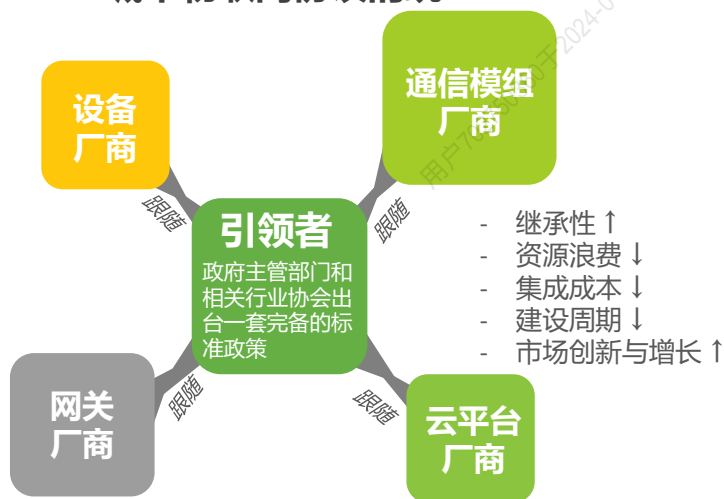 设备
厂商
通信模组
厂商
跟随
跟随
引领者
政府主管部门和
相关行业协会出
台一套完备的标
准政策
- 继承性↑
- 资源浪费↓
- 集成成本↓
- 建设周期↓
- 市场创新与增长↑
跟随
跟随
网关
厂商
云平台
厂商